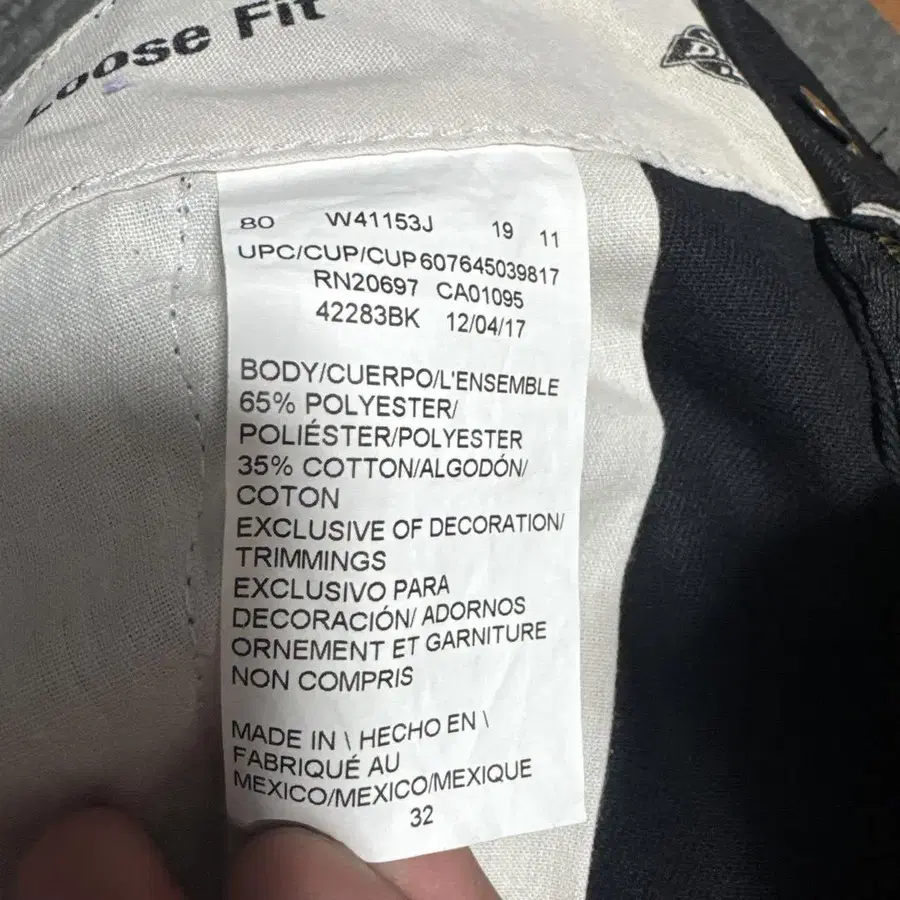 Loose Fit
80 W41153J 19 11
UPC/CUP/CUP 607645039817
RN20697 CA01095
42283BK 12/04/17
BODY/CUERPO/L'ENSEMBLE
65% POLYESTER/
POLIÉSTER/POLYESTER
35% COTTON/ALGODÓN/
COTON
EXCLUSIVE OF DECORATION/
TRIMMINGS
EXCLUSIVO PARA
DECORACIÓN/ ADORNOS
ORNEMENT ET GARNITURE
NON COMPRIS
MADE IN \ HECHO EN \
FABRIQUÉ AU
MEXICO/MEXICO/MEXIQUE
32